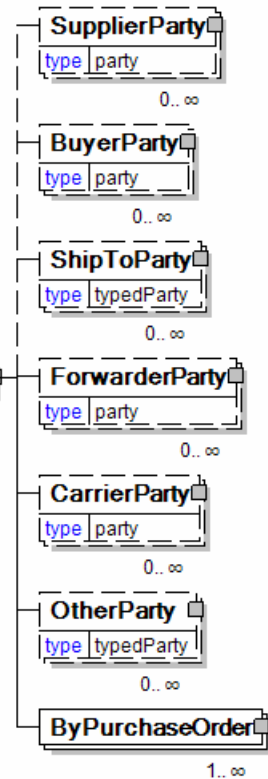 SupplierParty
type party
0.. ∞
BuyerParty
type party
0.. ∞
ShipToParty
type typedParty
0.. ∞
ForwarderParty
type party
0.. ∞
CarrierParty
type party
0.. ∞
OtherParty
type typedParty
0.. ∞
ByPurchaseOrder
1.. ∞